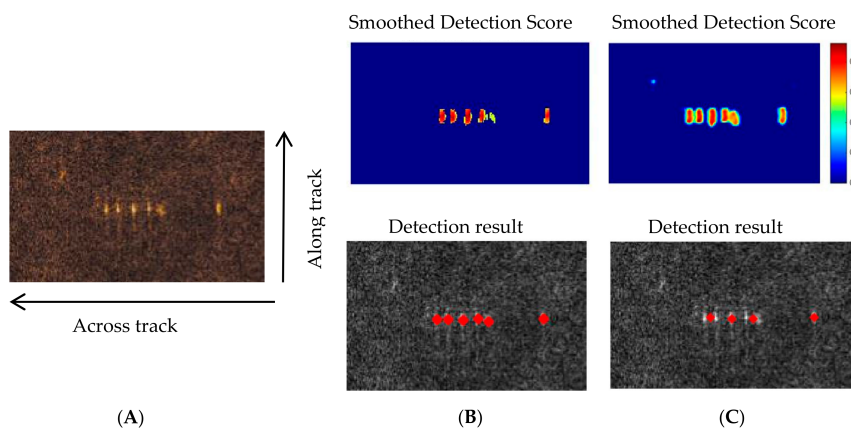 Smoothed Detection Score
Smoothed Detection Score
Along track
Detection result
Detection result
Across track
(A)
(B)
(C)